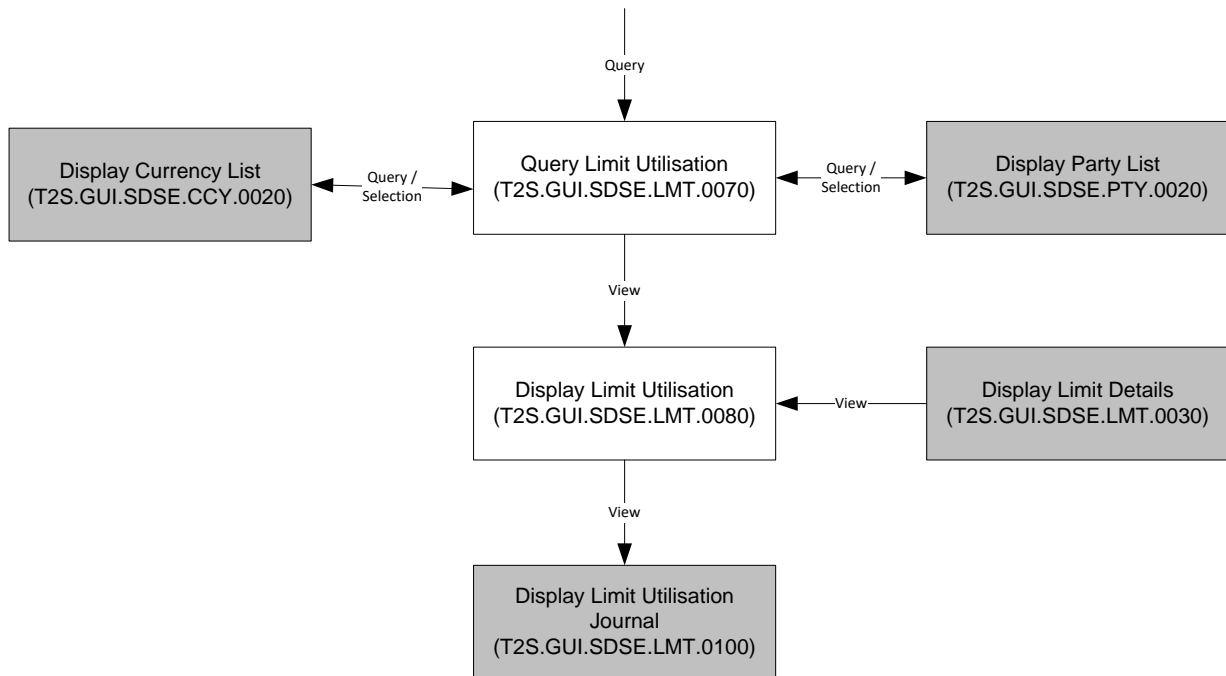 Query
Display Currency List
(T2S.GUI.SDSE.CCY.0020)
Query /
Selection
Query Limit Utilisation
(T2S.GUI.SDSE.LMT.0070)
Query /
Selection
Display Party List
(T2S.GUI.SDSE.PTY.0020)
View
Display Limit Utilisation
(T2S.GUI.SDSE.LMT.0080)
View
Display Limit Details
(T2S.GUI.SDSE.LMT.0030)
View
Display Limit Utilisation
Journal
(T2S.GUI.SDSE.LMT.0100)